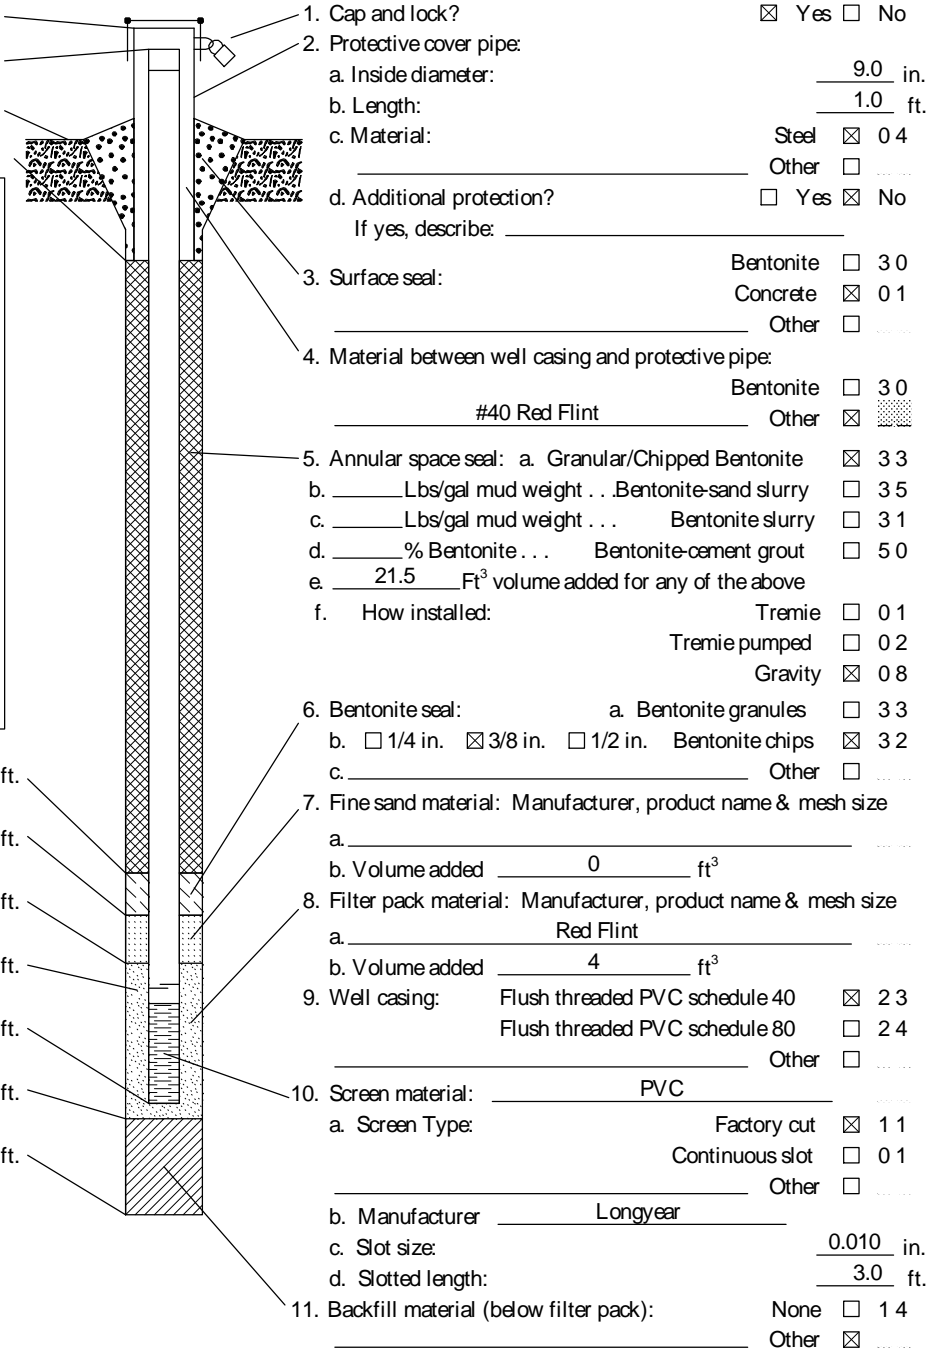 1. Cap and lock? ☒ Yes ☐ No
2. Protective cover pipe:
a. Inside diameter: 9.0 in.
b. Length: 1.0 ft.
c. Material: Steel ☒ 0 4
Other ☐
d. Additional protection? ☐ Yes ☒ No
If yes, describe:
3. Surface seal: Bentonite ☐ 3 0
Concrete ☒ 0 1
Other ☐
4. Material between well casing and protective pipe:
Bentonite ☐ 3 0
#40 Red Flint Other ☒
5. Annular space seal: a. Granular/Chipped Bentonite ☒ 3 3
b. ______Lbs/gal mud weight . . .Bentonite-sand slurry ☐ 3 5
c. ______Lbs/gal mud weight . . . Bentonite slurry ☐ 3 1
d. ______% Bentonite . . . Bentonite-cement grout ☐ 5 0
e. 21.5 Ft³ volume added for any of the above
f. How installed: Tremie ☐ 0 1
Tremie pumped ☐ 0 2
Gravity ☒ 0 8
6. Bentonite seal: a. Bentonite granules ☐ 3 3
b. ☐ 1/4 in. ☒ 3/8 in. ☐ 1/2 in. Bentonite chips ☒ 3 2
c. Other ☐
ft.
7. Fine sand material: Manufacturer, product name & mesh size
a.
ft.
b. Volume added 0 ft³
8. Filter pack material: Manufacturer, product name & mesh size
ft.
a. Red Flint
b. Volume added 4 ft³
ft.
9. Well casing: Flush threaded PVC schedule 40 ☒ 2 3
Flush threaded PVC schedule 80 ☐ 2 4
ft.
Other ☐
10. Screen material: PVC
ft.
a. Screen Type: Factory cut ☒ 1 1
Continuous slot ☐ 0 1
ft.
Other ☐
b. Manufacturer Longyear
c. Slot size: 0.010 in.
d. Slotted length: 3.0 ft.
11. Backfill material (below filter pack): None ☐ 1 4
Other ☒